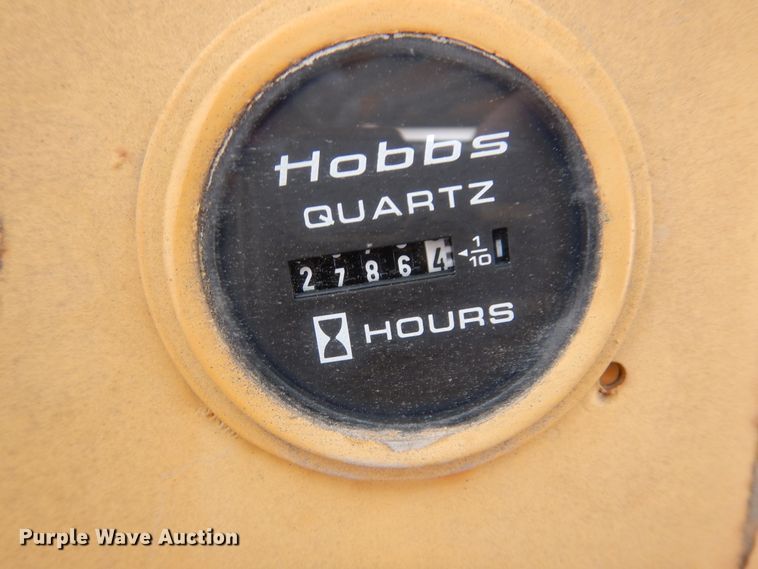 Hobbs
QUARTZ
27864 ◄ 1/10
HOURS
Purple Wave Auction